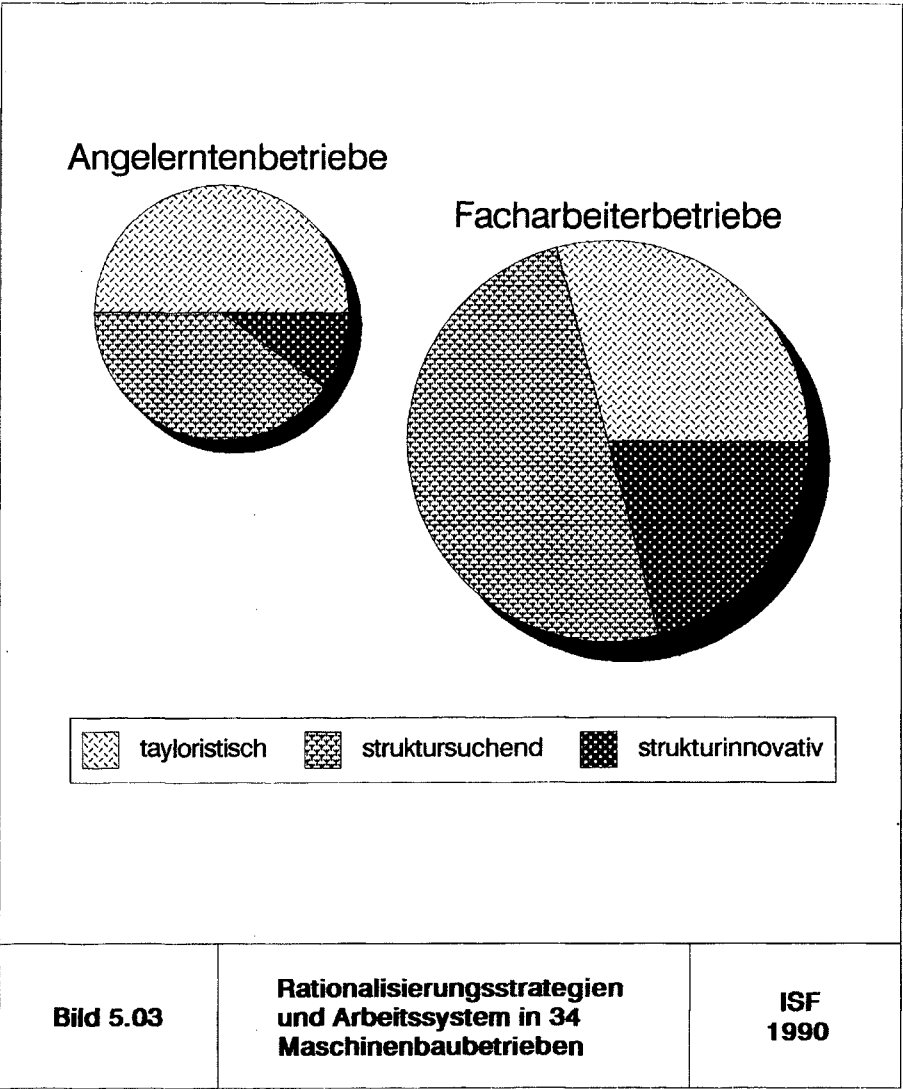 Angelerntenbetriebe
Facharbeiterbetriebe
tayloristisch
struktursuchend
strukturinnovativ
Bild 5.03
Rationalisierungsstrategien
und Arbeitssystem in 34
Maschinenbaubetrieben
ISF
1990